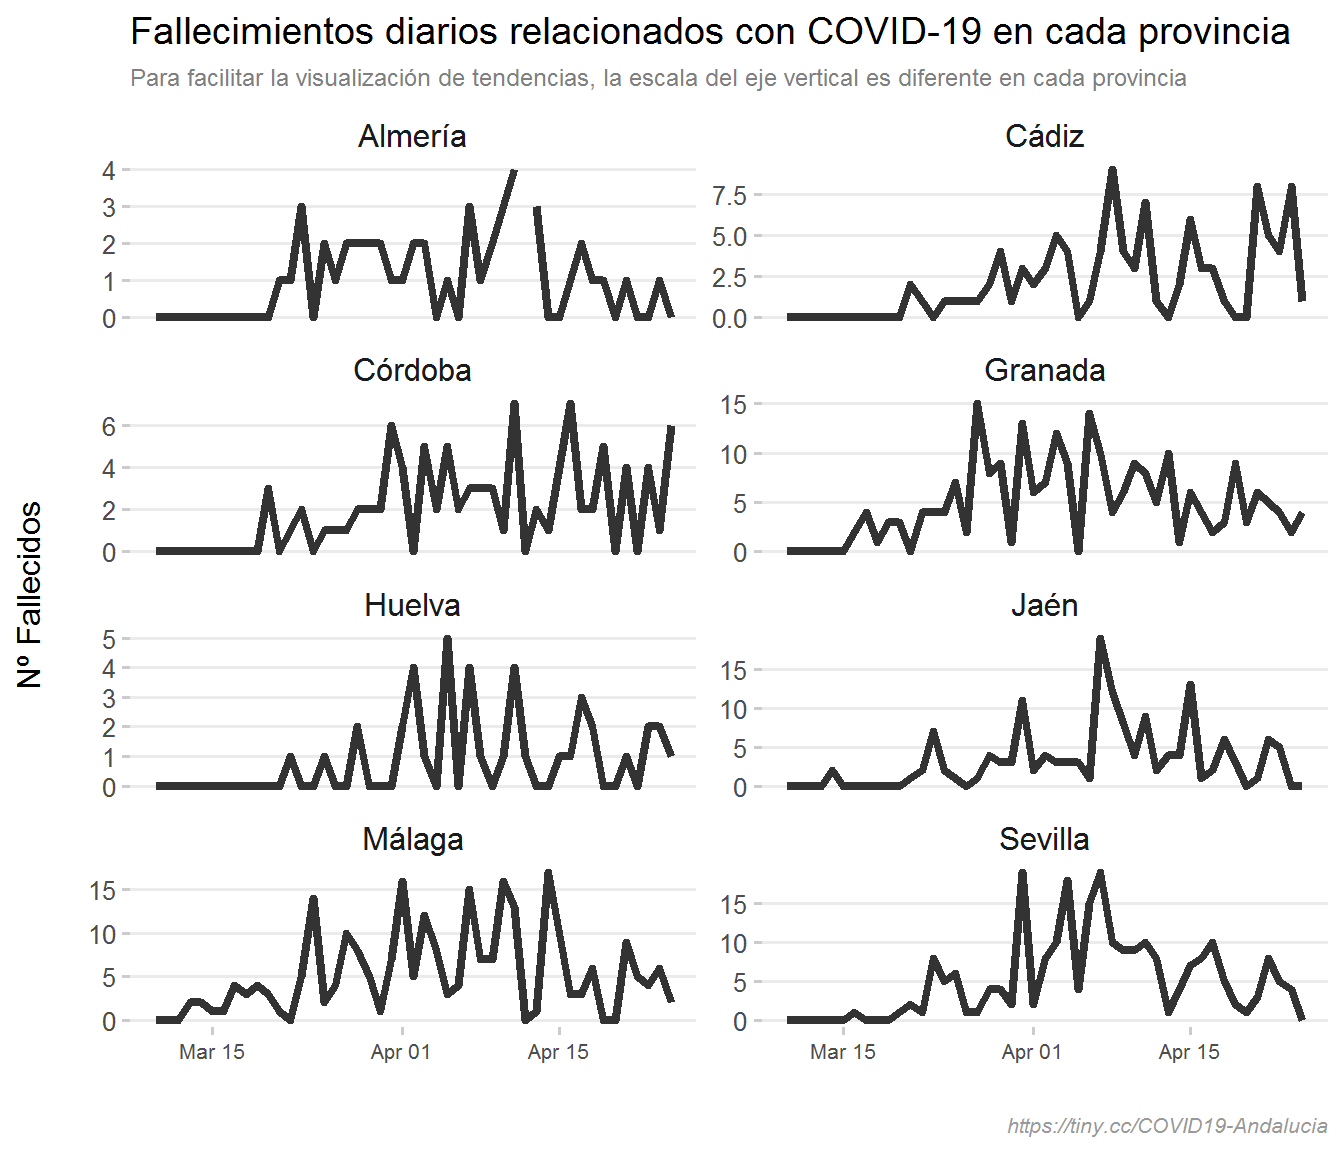 Fallecimientos diarios relacionados con COVID-19 en cada provincia
Para facilitar la visualización de tendencias, la escala del eje vertical es diferente en cada provincia
Nº Fallecidos
Almería
4
3
2
1
0
Cádiz
7.5
5.0
2.5
0.0
Córdoba
6
4
2
0
Granada
15
10
5
0
Huelva
5
4
3
2
1
0
Jaén
15
10
5
0
Málaga
15
10
5
0
Mar 15 Apr 01 Apr 15
Sevilla
15
10
5
0
Mar 15 Apr 01 Apr 15
https://tiny.cc/COVID19-Andalucia